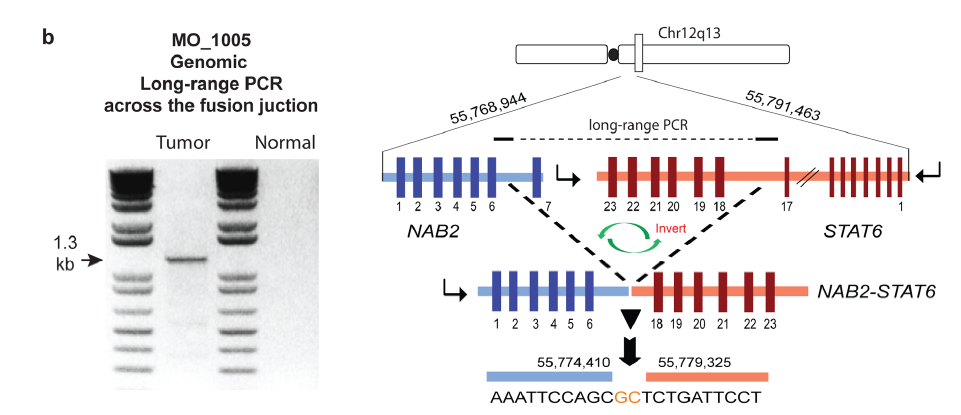 b
MO_1005
Genomic
Long-range PCR
across the fusion juction
Tumor Normal
1.3
kb
Chr12q13
55,768,944 55,791,463
long-range PCR
1 2 3 4 5 6 7 23 22 21 20 19 18 17 1
NAB2 STAT6
Invert
NAB2-STAT6
1 2 3 4 5 6 18 19 20 21 22 23
55,774,410 55,779,325
AAATTCCAGCGCTCTGATTCCT